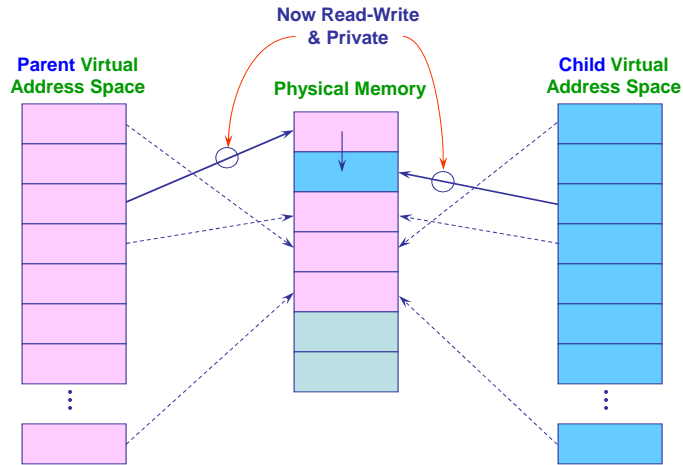 Now Read-Write
& Private
Parent Virtual
Address Space
Physical Memory
Child Virtual
Address Space